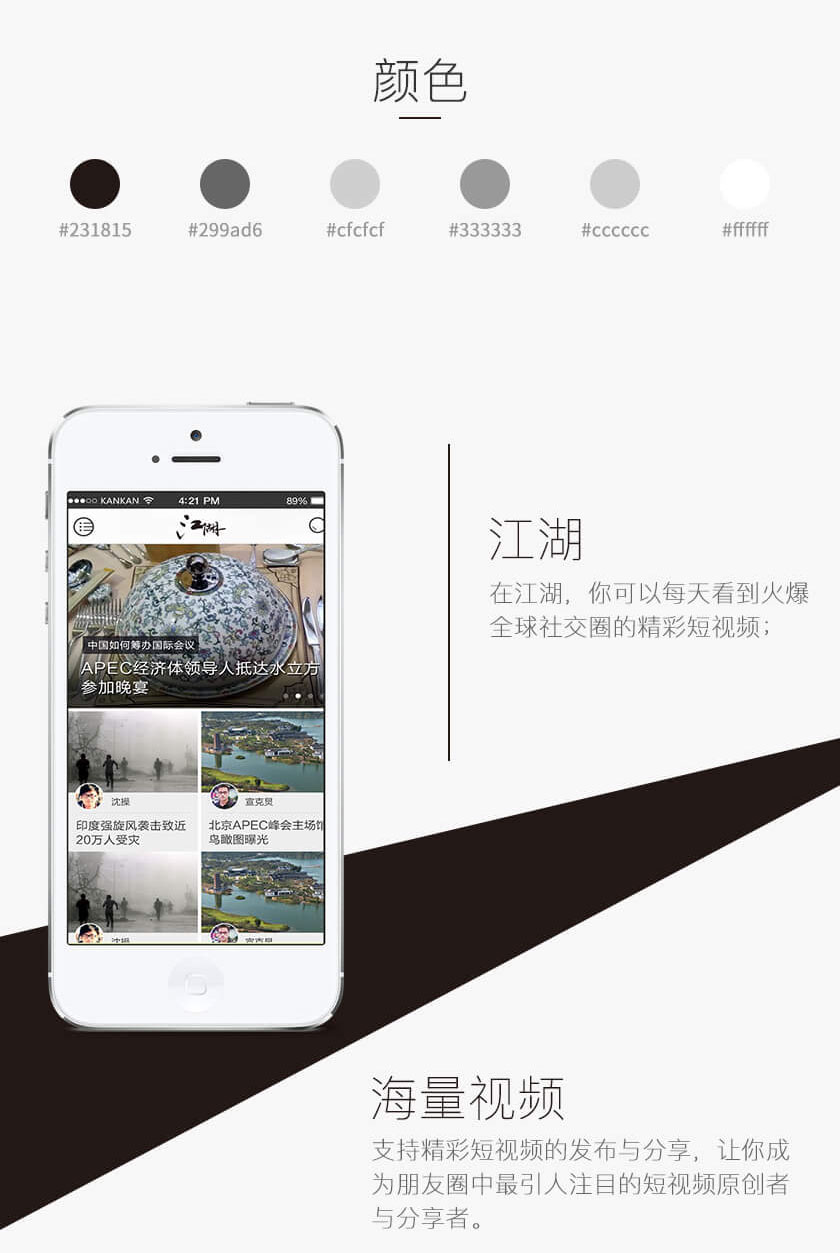 颜色
#231815 #299ad6 #cfcfcf #333333 #cccccc #ffffff
KANKAN 4:21 PM 89%
江湖
中国如何筹办国际会议
APEC经济体领导人抵达水立方
参加晚宴
沈操 宣克炅
印度强旋风袭击致近 北京APEC峰会主场馆
20万人受灾 鸟瞰图曝光
沈操 宣克炅
江湖
在江湖，你可以每天看到火爆
全球社交圈的精彩短视频；
海量视频
支持精彩短视频的发布与分享，让你成
为朋友圈中最引人注目的短视频原创者
与分享者。